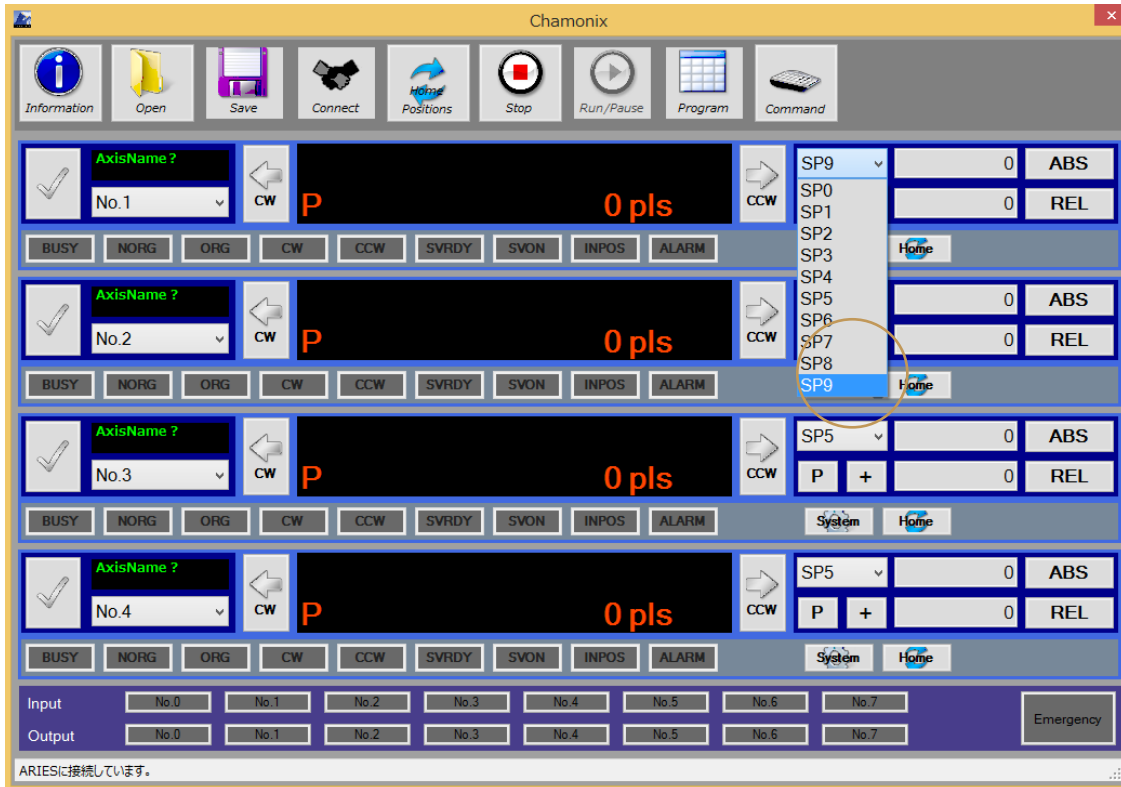 Chamonix
Information Open Save Connect Home Positions Stop Run/Pause Program Command
AxisName ? SP9 0 ABS
No.1 CW P 0 pls CCW 0 REL
SP0
SP1
SP2
SP3
SP4
SP5
SP6
SP7
SP8
SP9
BUSY NORG ORG CW CCW SVRDY SVON INPOS ALARM Home
AxisName ? 0 ABS
No.2 CW P 0 pls CCW 0 REL
BUSY NORG ORG CW CCW SVRDY SVON INPOS ALARM Home
AxisName ? SP5 0 ABS
No.3 CW P 0 pls CCW P + 0 REL
BUSY NORG ORG CW CCW SVRDY SVON INPOS ALARM System Home
AxisName ? SP5 0 ABS
No.4 CW P 0 pls CCW P + 0 REL
BUSY NORG ORG CW CCW SVRDY SVON INPOS ALARM System Home
Input No.0 No.1 No.2 No.3 No.4 No.5 No.6 No.7
Output No.0 No.1 No.2 No.3 No.4 No.5 No.6 No.7
Emergency
ARIESに接続しています。